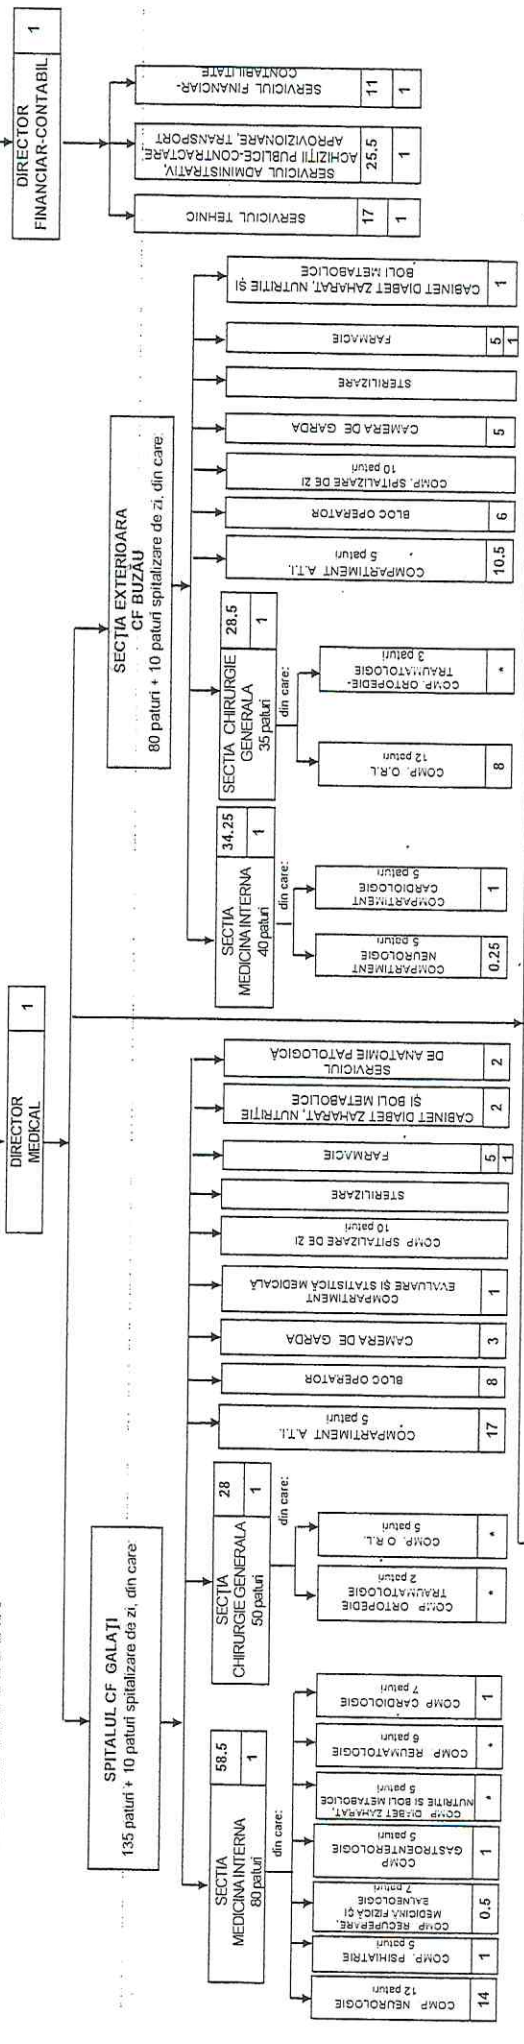 DIRECTOR
MEDICAL
1
DIRECTOR
FINANCIAR-CONTABIL
1
SPITALUL CF GALAȚI
135 paturi + 10 paturi spitalizare de zi, din care:
SECȚIA
MEDICINA INTERNA
80 paturi
58.5
1
din care:
COMP NEUROLOGIE
12 paturi
14
COMP. PSIHIATRIE
5 paturi
1
COMP RECUPERARE,
MEDICINĂ FIZICĂ ȘI
BALNEOLOGIE
7 paturi
0.5
COMP
GASTROENTEROLOGIE
5 paturi
1
COMP DIABET ZAHARAT,
NUTRITIE SI BOLI METABOLICE
5 paturi
*
COMP REUMATOLOGIE
6 paturi
*
COMP CARDIOLOGIE
7 paturi
1
SECȚIA
CHIRURGIE GENERALA
50 paturi
28
1
din care:
COMP ORTOPEDIE
TRAUMATOLOGIE
2 paturi
*
COMP. O.R.L.
5 paturi
*
COMPARTIMENT A.T.I.
5 paturi
17
BLOC OPERATOR
8
CAMERA DE GARDA
3
COMPARTIMENT
EVALUARE ȘI STATISTICĂ MEDICALĂ
1
COMP SPITALIZARE DE ZI
10 paturi
STERILIZARE
FARMACIE
5
1
CABINET DIABET ZAHARAT, NUTRIȚIE
ȘI BOLI METABOLICE
2
SERVICIUL
DE ANATOMIE PATOLOGICĂ
2
SECȚIA EXTERIOARA
CF BUZĂU
80 paturi + 10 paturi spitalizare de zi, din care:
SECTIA
MEDICINA INTERNA
40 paturi
34.25
1
din care:
COMPARTIMENT
NEUROLOGIE
5 paturi
0.25
COMPARTIMENT
CARDIOLOGIE
5 paturi
1
SECTIA CHIRURGIE
GENERALA
35 paturi
28.5
1
din care:
COMP. O.R.L
12 paturi
8
COMP. ORTOPEDIE-
TRAUMATOLOGIE
3 paturi
*
COMPARTIMENT A.T.I.
5 paturi
10.5
BLOC OPERATOR
6
COMP. SPITALIZARE DE ZI
10 paturi
CAMERA DE GARDA
5
STERILIZARE
FARMACIE
5
1
CABINET DIABET ZAHARAT, NUTRITIE ȘI
BOLI METABOLICE
1
SERVICIUL TEHNIC
17
1
SERVICIUL ADMINISTRATIV,
ACHIZIȚII PUBLICE-CONTRACTARE,
APROVIZIONARE, TRANSPORT
25.5
1
SERVICIUL FINANCIAR-
CONTABILITATE
11
1